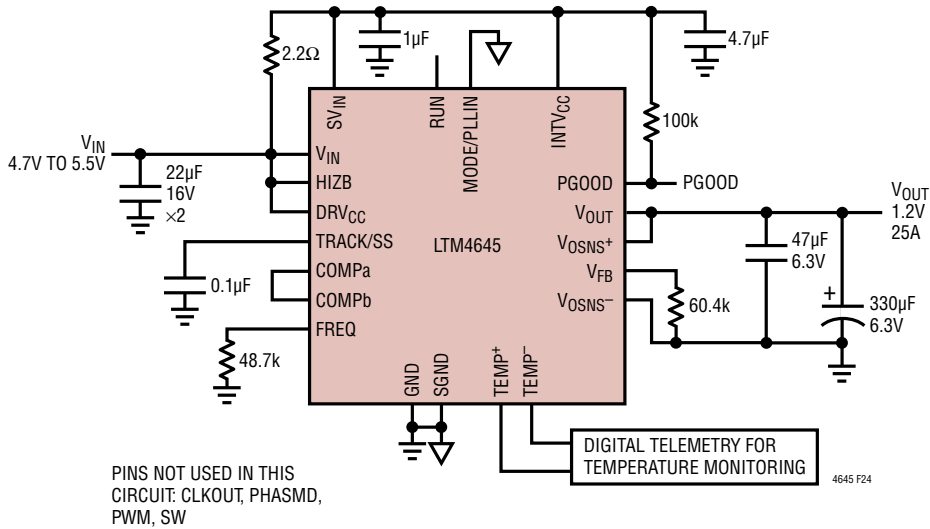 2.2Ω
1µF
4.7µF
SVIN
RUN
MODE/PLLIN
INTVCC
100k
VIN
4.7V TO 5.5V
22µF
16V
×2
VIN
HIZB
DRVCC
TRACK/SS
COMPa
COMPb
FREQ
LTM4645
PGOOD
PGOOD
VOUT
VOSNS+
VFB
VOSNS–
VOUT
1.2V
25A
47µF
6.3V
+
330µF
6.3V
60.4k
0.1µF
48.7k
GND
SGND
TEMP+
TEMP–
DIGITAL TELEMETRY FOR
TEMPERATURE MONITORING
4645 F24
PINS NOT USED IN THIS
CIRCUIT: CLKOUT, PHASMD,
PWM, SW